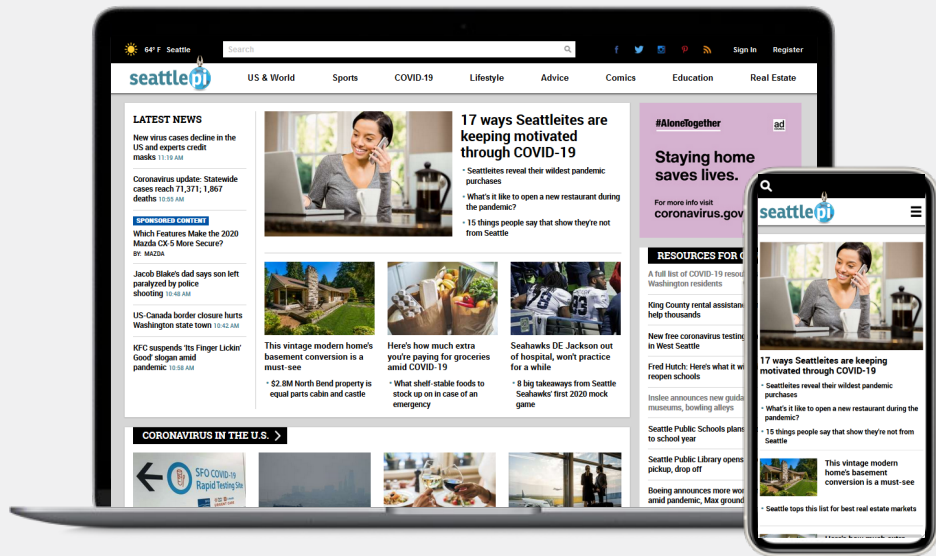 64° F Seattle
Search
Sign In Register
seattlepi
US & World Sports COVID-19 Lifestyle Advice Comics Education Real Estate
LATEST NEWS
New virus cases decline in the
US and experts credit
masks 11:19 AM
Coronavirus update: Statewide
cases reach 71,371; 1,867
deaths 10:55 AM
SPONSORED CONTENT
Which Features Make the 2020
Mazda CX-5 More Secure?
BY: MAZDA
Jacob Blake's dad says son left
paralyzed by police
shooting 10:48 AM
US-Canada border closure hurts
Washington state town 10:42 AM
KFC suspends 'Its Finger Lickin'
Good' slogan amid
pandemic 10:58 AM
17 ways Seattleites are
keeping motivated
through COVID-19
Seattleites reveal their wildest pandemic
purchases
What's it like to open a new restaurant during
the pandemic?
15 things people say that show they're not
from Seattle
This vintage modern home's
basement conversion is a
must-see
$2.8M North Bend property is
equal parts cabin and castle
Here's how much extra
you're paying for groceries
amid COVID-19
What shelf-stable foods to
stock up on in case of an
emergency
78 93
Seahawks DE Jackson out
of hospital, won't practice
for a while
8 big takeaways from Seattle
Seahawks' first 2020 mock
game
CORONAVIRUS IN THE U.S.
SFO COVID-19
Rapid Testing Site
#AloneTogether
ad
Staying home
saves lives.
For more info visit
coronavirus.gov
RESOURCES FOR
A full list of COVID-19
Washington residents
King County rental
help thousands
New free coronavirus testing
in West Seattle
Fred Hutch: Here's what it
reopen schools
Inslee announces new
museums, bowling alleys
Seattle Public Schools plans
to school year
Seattle Public Library opens
pickup, drop off
Boeing announces more
amid pandemic, Max
seattlepi
17 ways Seattleites are keeping
motivated through COVID-19
Seattleites reveal their wildest pandemic
purchases
What's it like to open a new restaurant during the
pandemic?
15 things people say that show they're not from
Seattle
This vintage modern
home's basement
conversion is a must-see
Seattle tops this list for best real estate markets